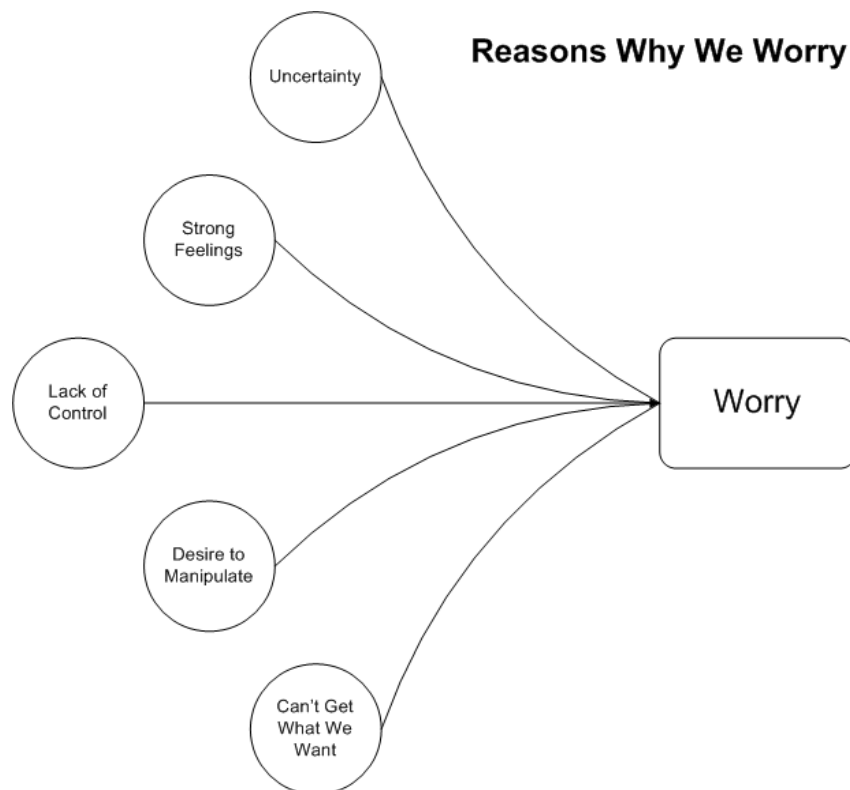 Reasons Why We Worry
Uncertainty
Strong
Feelings
Lack of
Control
Worry
Desire to
Manipulate
Can't Get
What We
Want